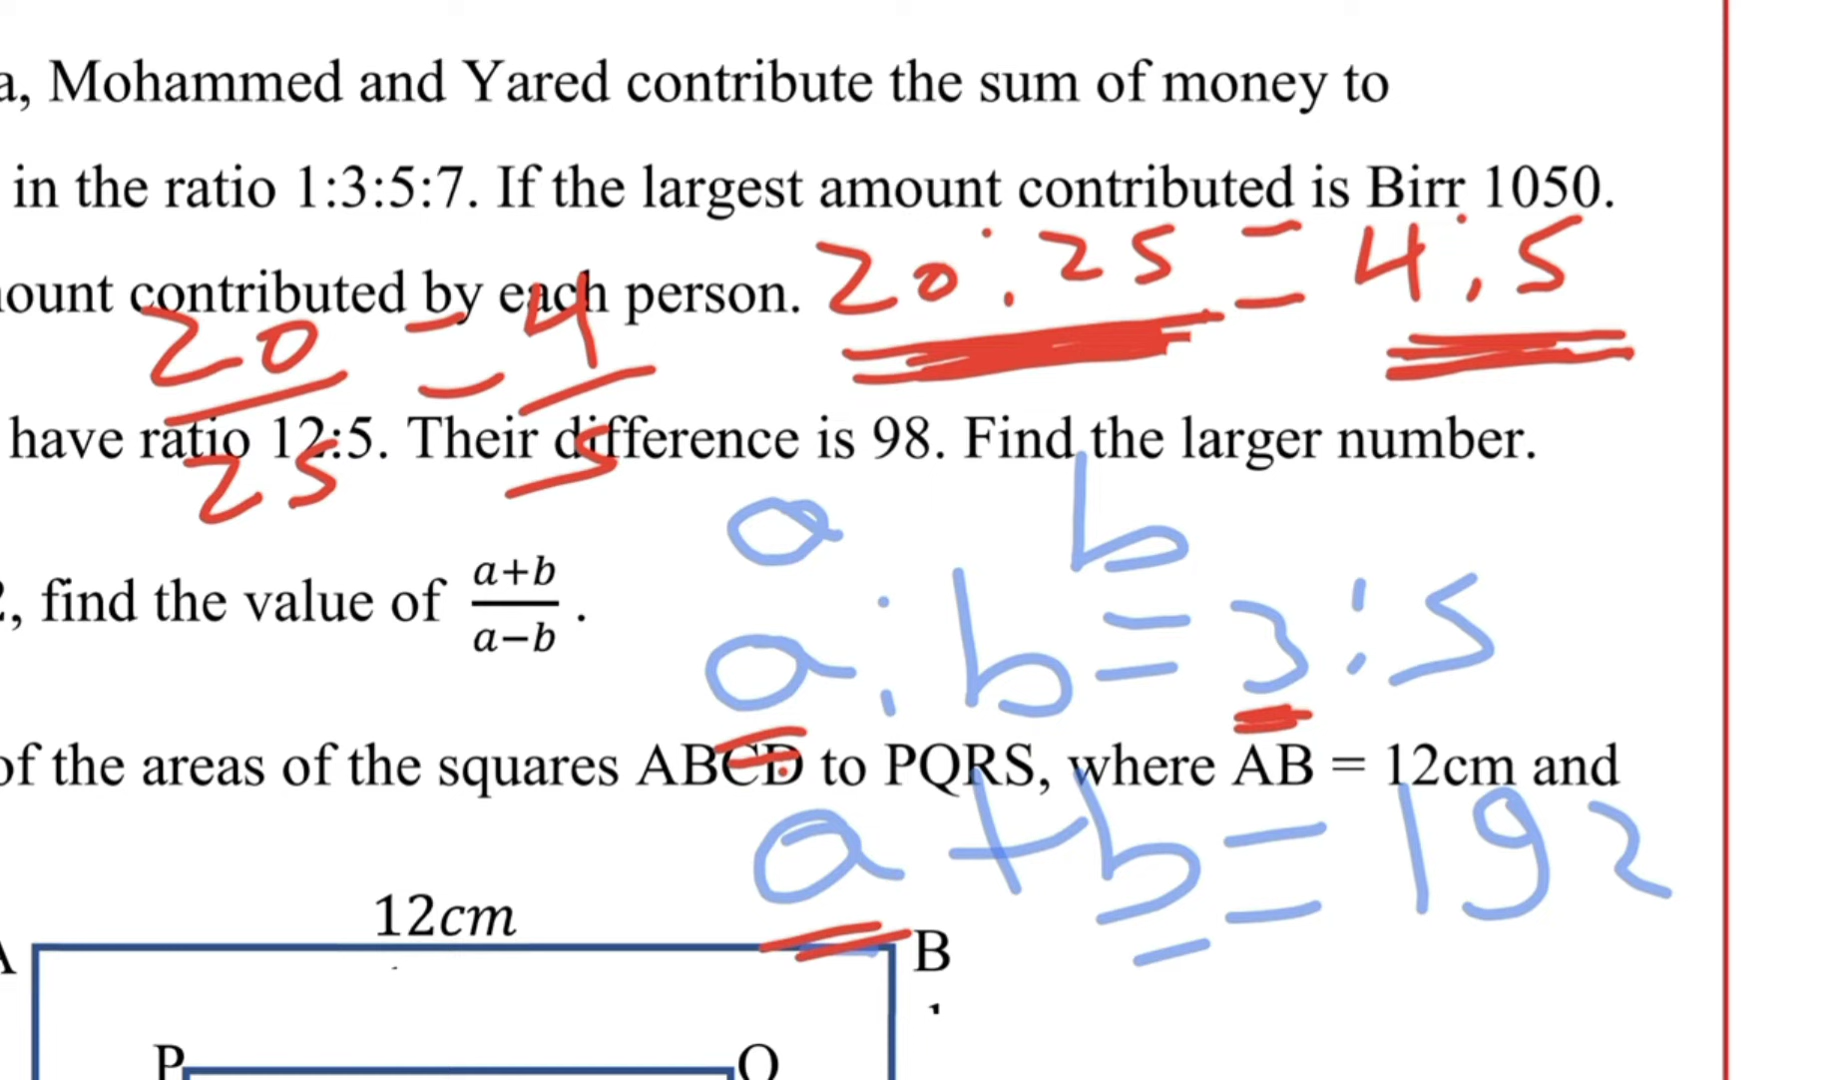 a, Mohammed and Yared contribute the sum of money to
in the ratio 1:3:5:7. If the largest amount contributed is Birr 1050.
20 : 25 = 4 : 5
ount contributed by each person.
20/25 = 4/5
have ratio 12:5. Their difference is 98. Find the larger number.
a b
, find the value of a+b/a−b .
a : b = 3 : 5
of the areas of the squares ABCD to PQRS, where AB = 12cm and
a + b = 192
12cm
A B
P Q